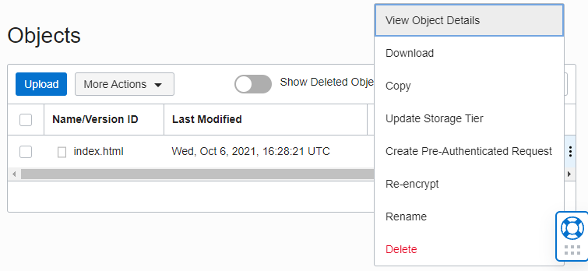 Objects
Upload
More Actions
Show Deleted Obje
Name/Version ID
Last Modified
index.html
Wed, Oct 6, 2021, 16:28:21 UTC
View Object Details
Download
Copy
Update Storage Tier
Create Pre-Authenticated Request
Re-encrypt
Rename
Delete